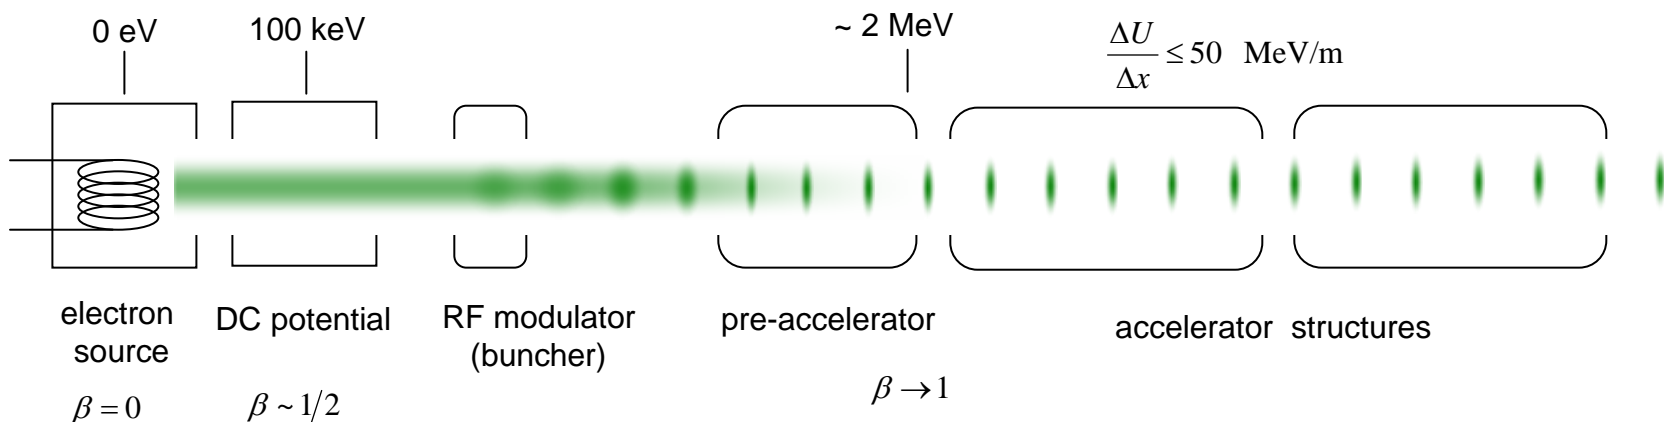 0 eV
100 keV
~ 2 MeV
ΔU/Δx ≤ 50 MeV/m
electron
source
DC potential
RF modulator
(buncher)
pre-accelerator
accelerator structures
β = 0
β ~ 1/2
β → 1